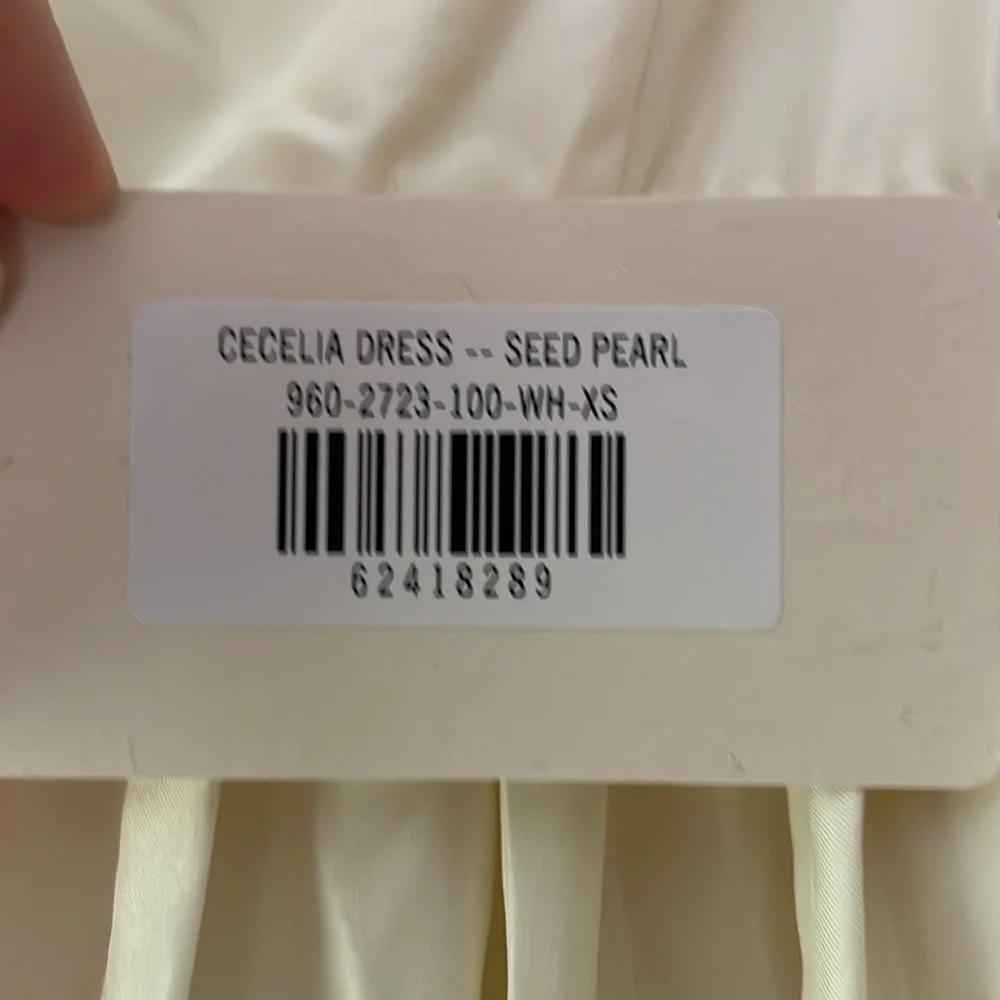 CECELIA DRESS -- SEED PEARL
960-2723-100-WH-XS
62418289